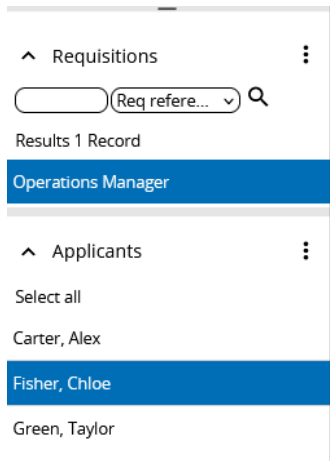 Requisitions
Req refere...
Results 1 Record
Operations Manager
Applicants
Select all
Carter, Alex
Fisher, Chloe
Green, Taylor